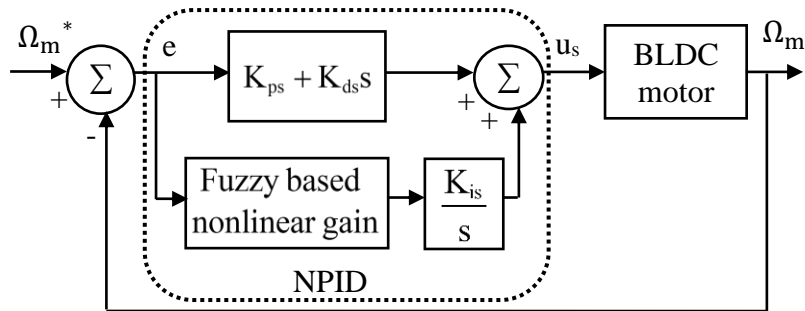 Ωm*
e
us
Ωm
Σ
+
-
Kps + Kdss
Σ
+
+
BLDC
motor
Fuzzy based
nonlinear gain
Kis
s
NPID